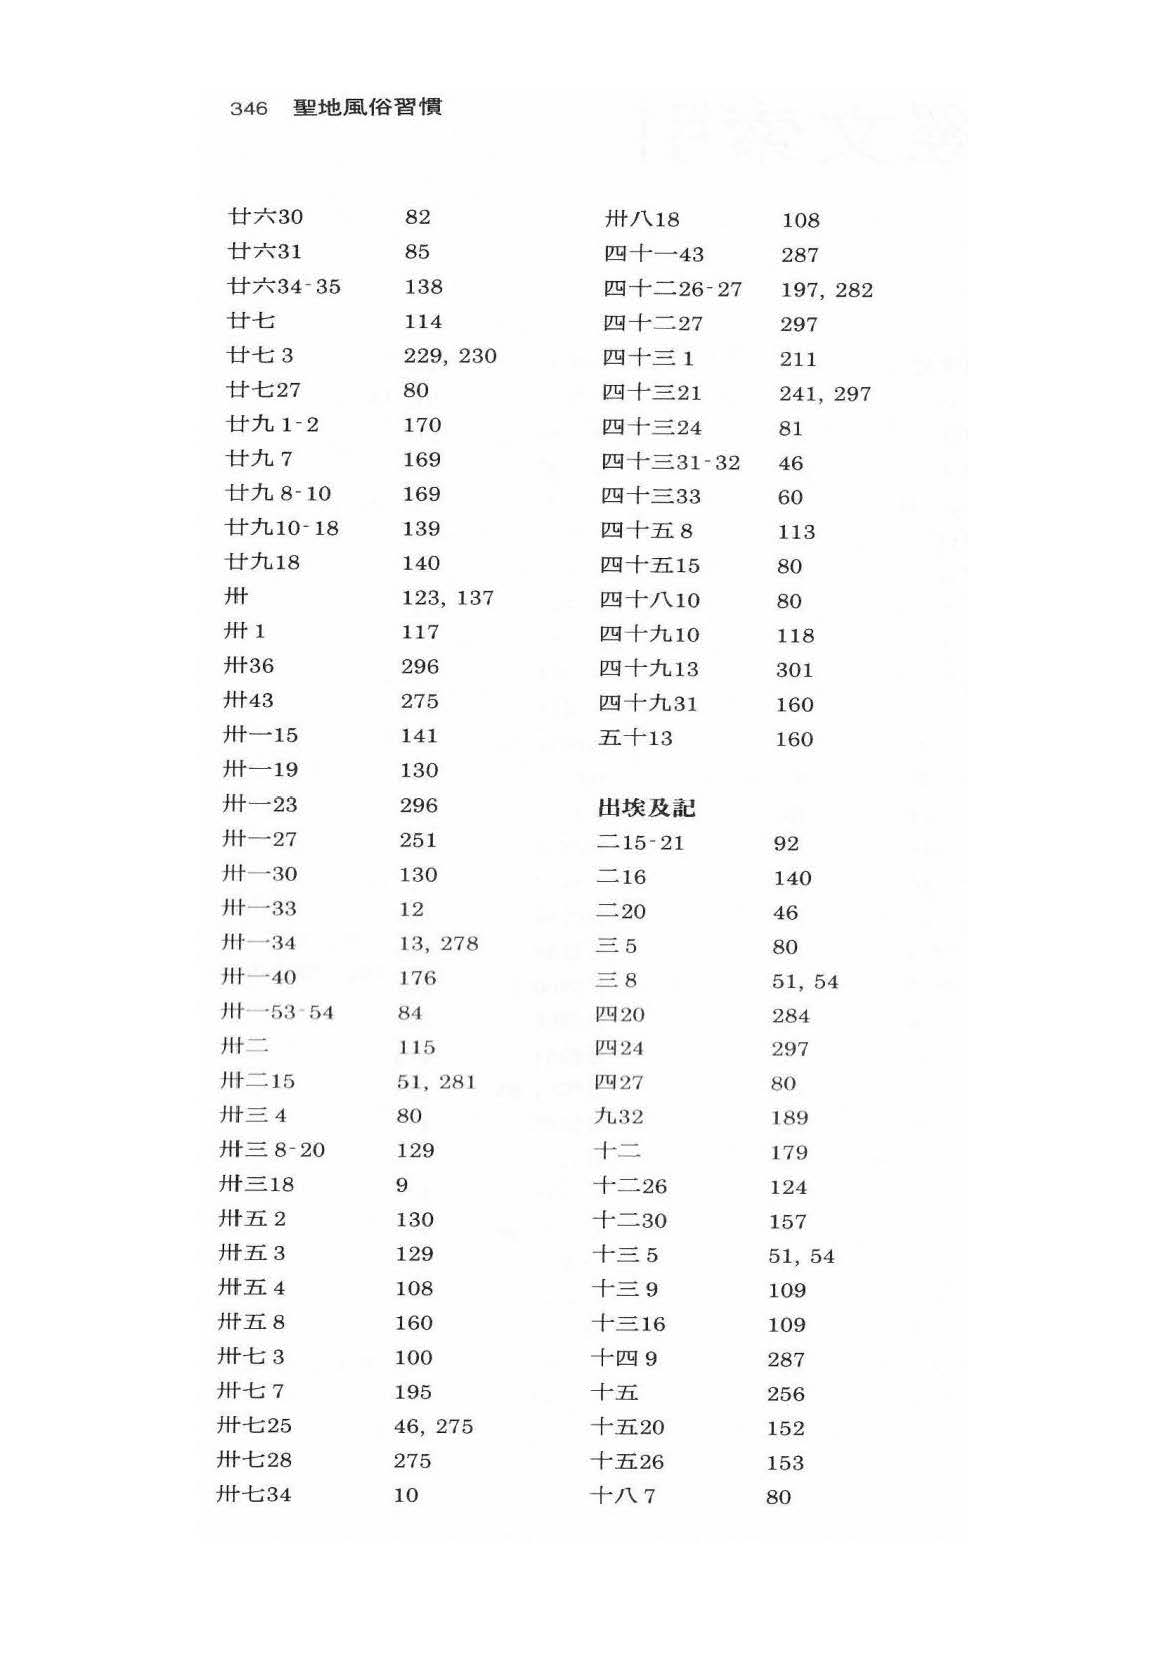 346 聖地風俗習慣
廿六30 82
廿六31 85
廿六34-35 138
廿七 114
廿七3 229, 230
廿七27 80
廿九1-2 170
廿九7 169
廿九8-10 169
廿九10-18 139
廿九18 140
卅 123, 137
卅1 117
卅36 296
卅43 275
卅一15 141
卅一19 130
卅一23 296
卅一27 251
卅一30 130
卅一33 12
卅一34 13, 278
卅一40 176
卅一53-54 84
卅二 115
卅二15 51, 281
卅三4 80
卅三8-20 129
卅三18 9
卅五2 130
卅五3 129
卅五4 108
卅五8 160
卅七3 100
卅七7 195
卅七25 46, 275
卅七28 275
卅七34 10
卅八18 108
四十一43 287
四十二26-27 197, 282
四十二27 297
四十三1 211
四十三21 241, 297
四十三24 81
四十三31-32 46
四十三33 60
四十五8 113
四十五15 80
四十八10 80
四十九10 118
四十九13 301
四十九31 160
五十13 160
出埃及記
二15-21 92
二16 140
二20 46
三5 80
三8 51, 54
四20 284
四24 297
四27 80
九32 189
十二 179
十二26 124
十二30 157
十三5 51, 54
十三9 109
十三16 109
十四9 287
十五 256
十五20 152
十五26 153
十八7 80